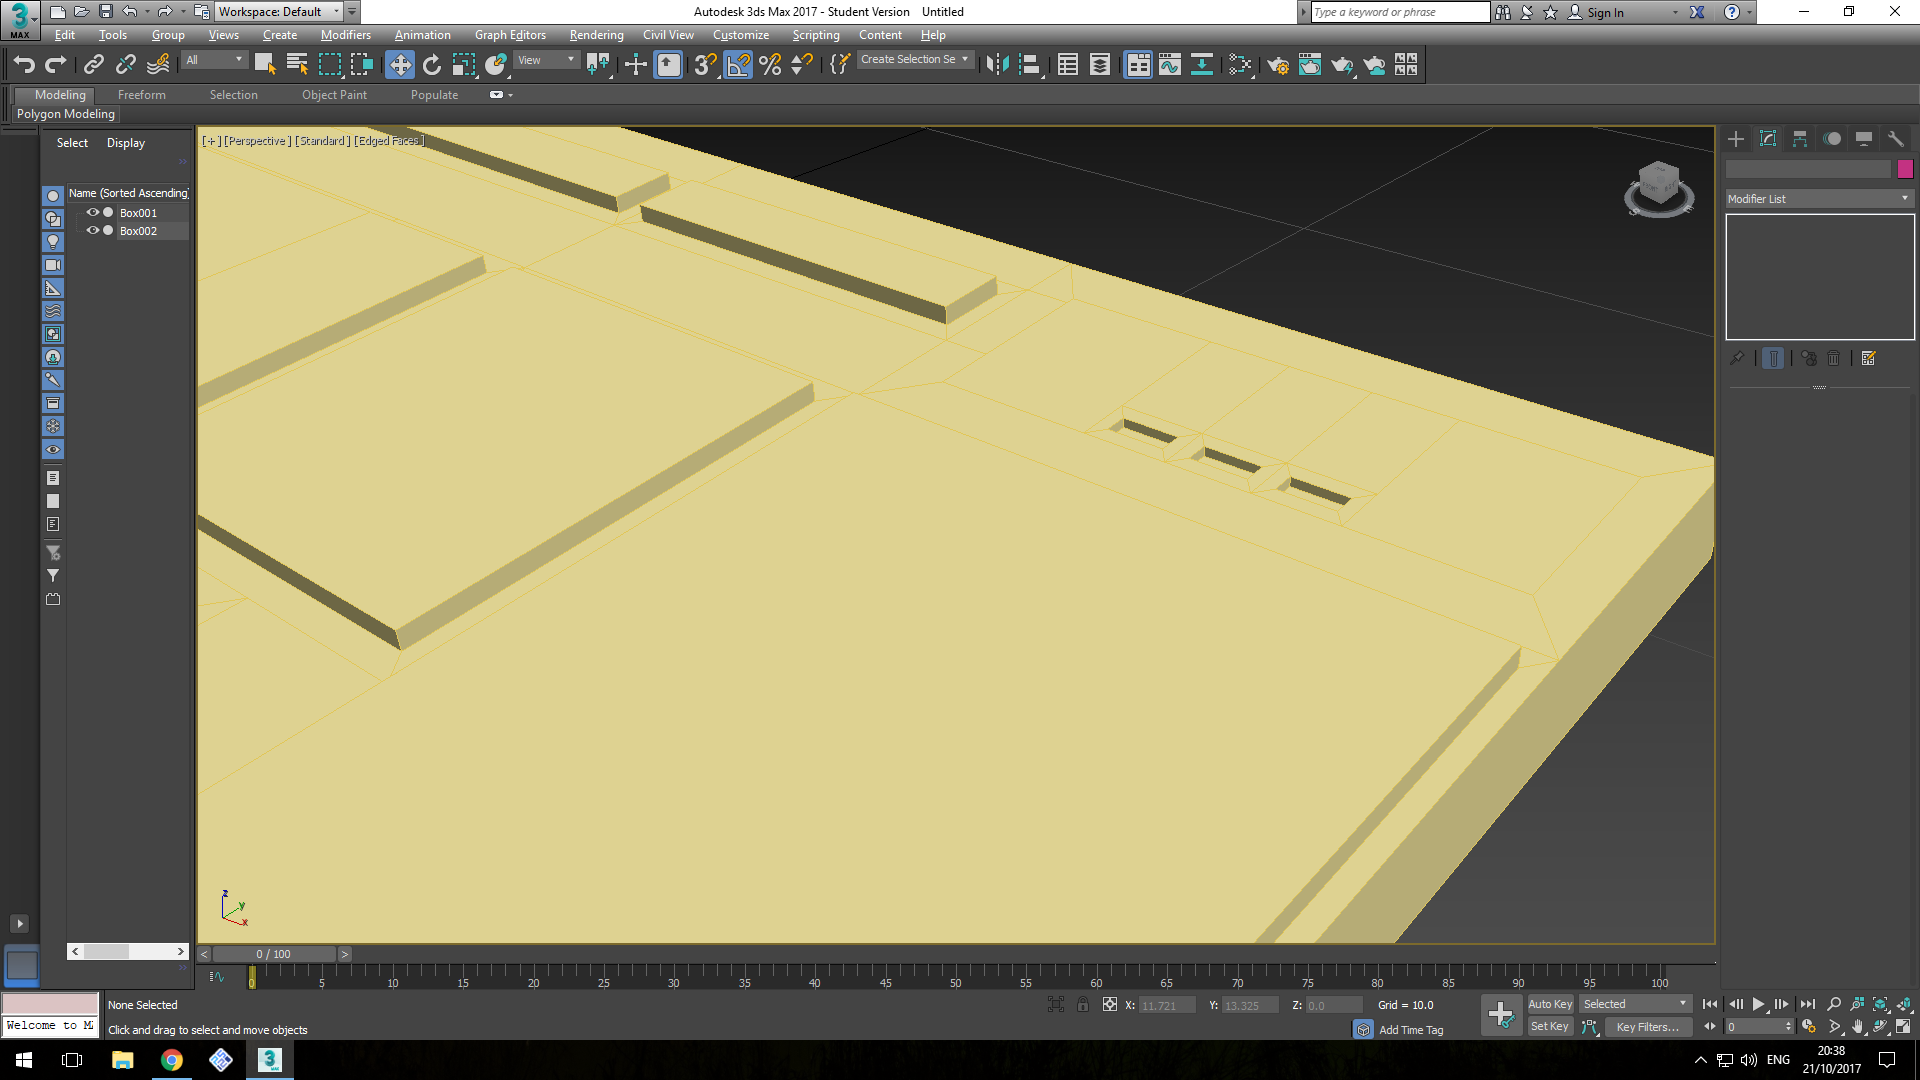 Workspace: Default
Autodesk 3ds Max 2017 - Student Version    Untitled
Type a keyword or phrase
Sign In
MAX
Edit Tools Group Views Create Modifiers Animation Graph Editors Rendering Civil View Customize Scripting Content Help
All
View
Create Selection Se
Modeling Freeform Selection Object Paint Populate
Polygon Modeling
Select Display
[+] [Perspective] [Standard] [Edged Faces]
Name (Sorted Ascending)
Box001
Box002
Modifier List
z
y
x
0 / 100
0 5 10 15 20 25 30 35 40 45 50 55 60 65 70 75 80 85 90 95 100
None Selected
X: 11.721 Y: 13.325 Z: 0.0 Grid = 10.0
Auto Key Selected
Welcome to M
Click and drag to select and move objects
Add Time Tag
Set Key Key Filters...
0
3
MAX
ENG
20:38
21/10/2017